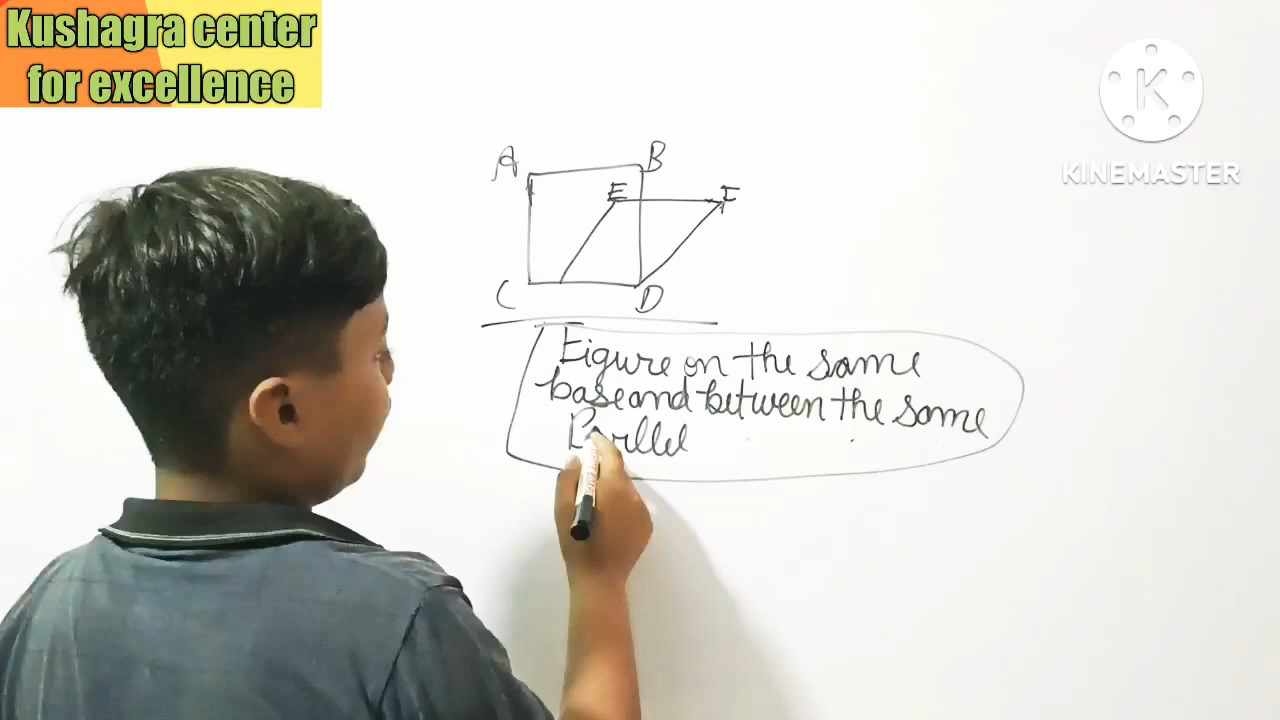 Kushagra center
for excellence
K
KINEMASTER
A
B
E
F
C
D
Figure on the same
base and between the same
Parllel